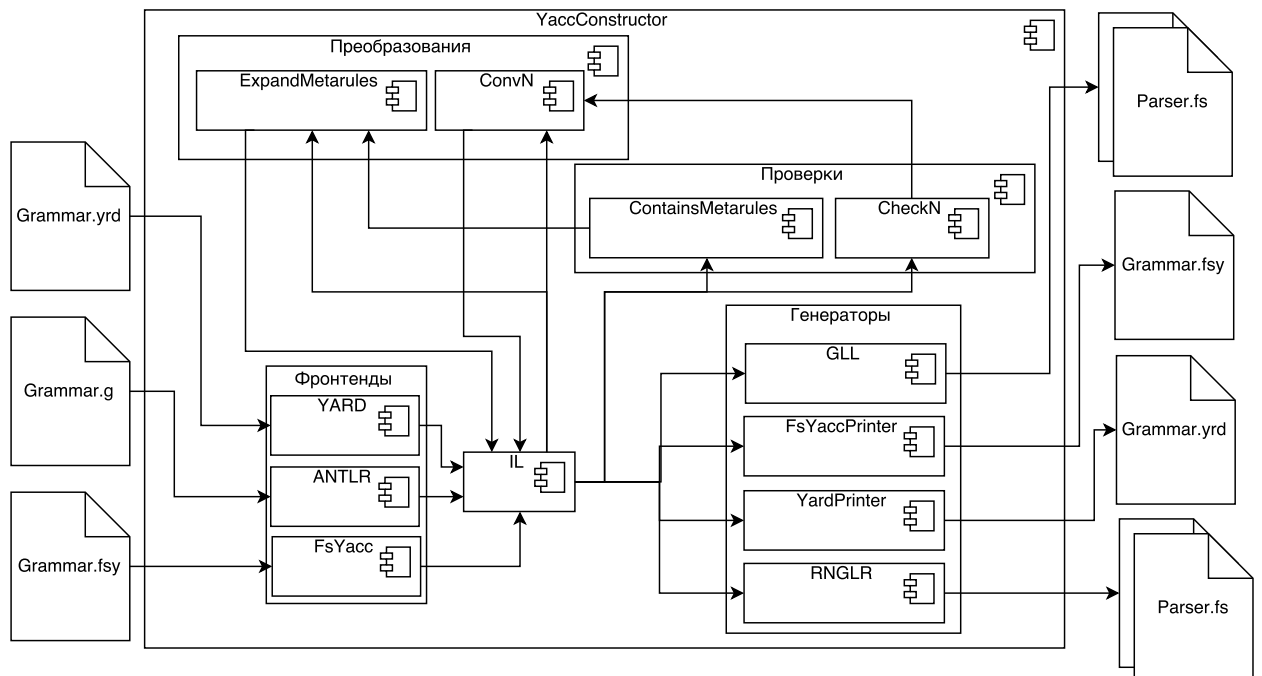 YaccConstructor
Преобразования
ExpandMetarules
ConvN
Parser.fs
Проверки
ContainsMetarules
CheckN
Grammar.yrd
Grammar.fsy
Генераторы
GLL
Фронтенды
Grammar.g
YARD
FsYaccPrinter
Grammar.yrd
IL
ANTLR
YardPrinter
FsYacc
Grammar.fsy
RNGLR
Parser.fs